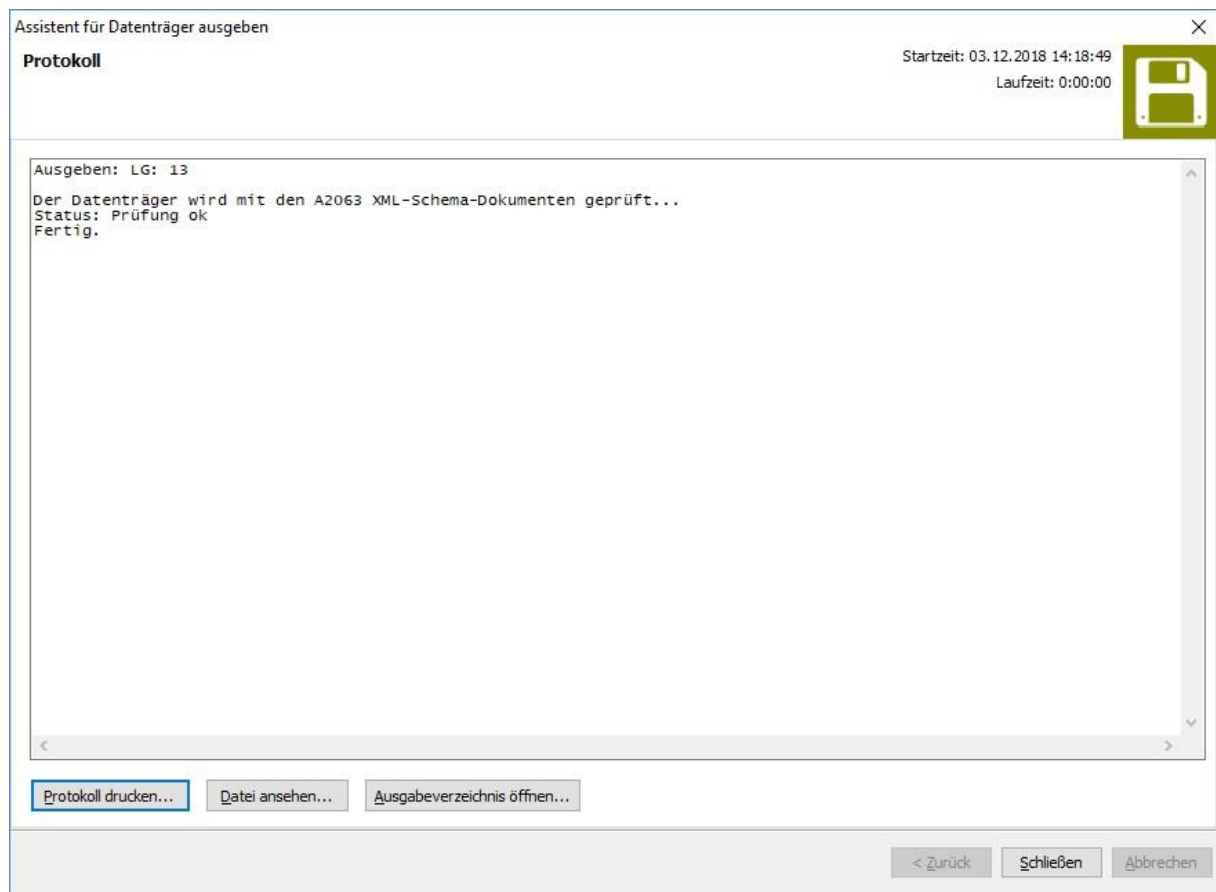 Assistent für Datenträger ausgeben
Protokoll
Startzeit: 03.12.2018 14:18:49
Laufzeit: 0:00:00
Ausgeben: LG: 13
Der Datenträger wird mit den A2063 XML-Schema-Dokumenten geprüft...
Status: Prüfung ok
Fertig.
Protokoll drucken...
Datei ansehen...
Ausgabeverzeichnis öffnen...
< Zurück
Schließen
Abbrechen